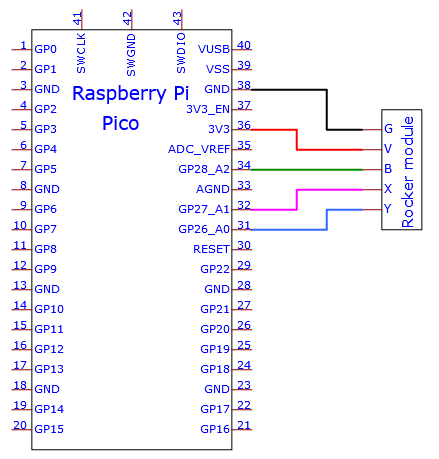 41 42 43
SWCLK SWGND SWDIO
Raspberry Pi
Pico
1 GP0 VUSB 40
2 GP1 VSS 39
3 GND GND 38
4 GP2 3V3_EN 37
5 GP3 3V3 36
6 GP4 ADC_VREF 35
7 GP5 GP28_A2 34
8 GND AGND 33
9 GP6 GP27_A1 32
10 GP7 GP26_A0 31
11 GP8 RESET 30
12 GP9 GP22 29
13 GND GND 28
14 GP10 GP21 27
15 GP11 GP20 26
16 GP12 GP19 25
17 GP13 GP18 24
18 GND GND 23
19 GP14 GP17 22
20 GP15 GP16 21
G
V
B
X
Y
Rocker module